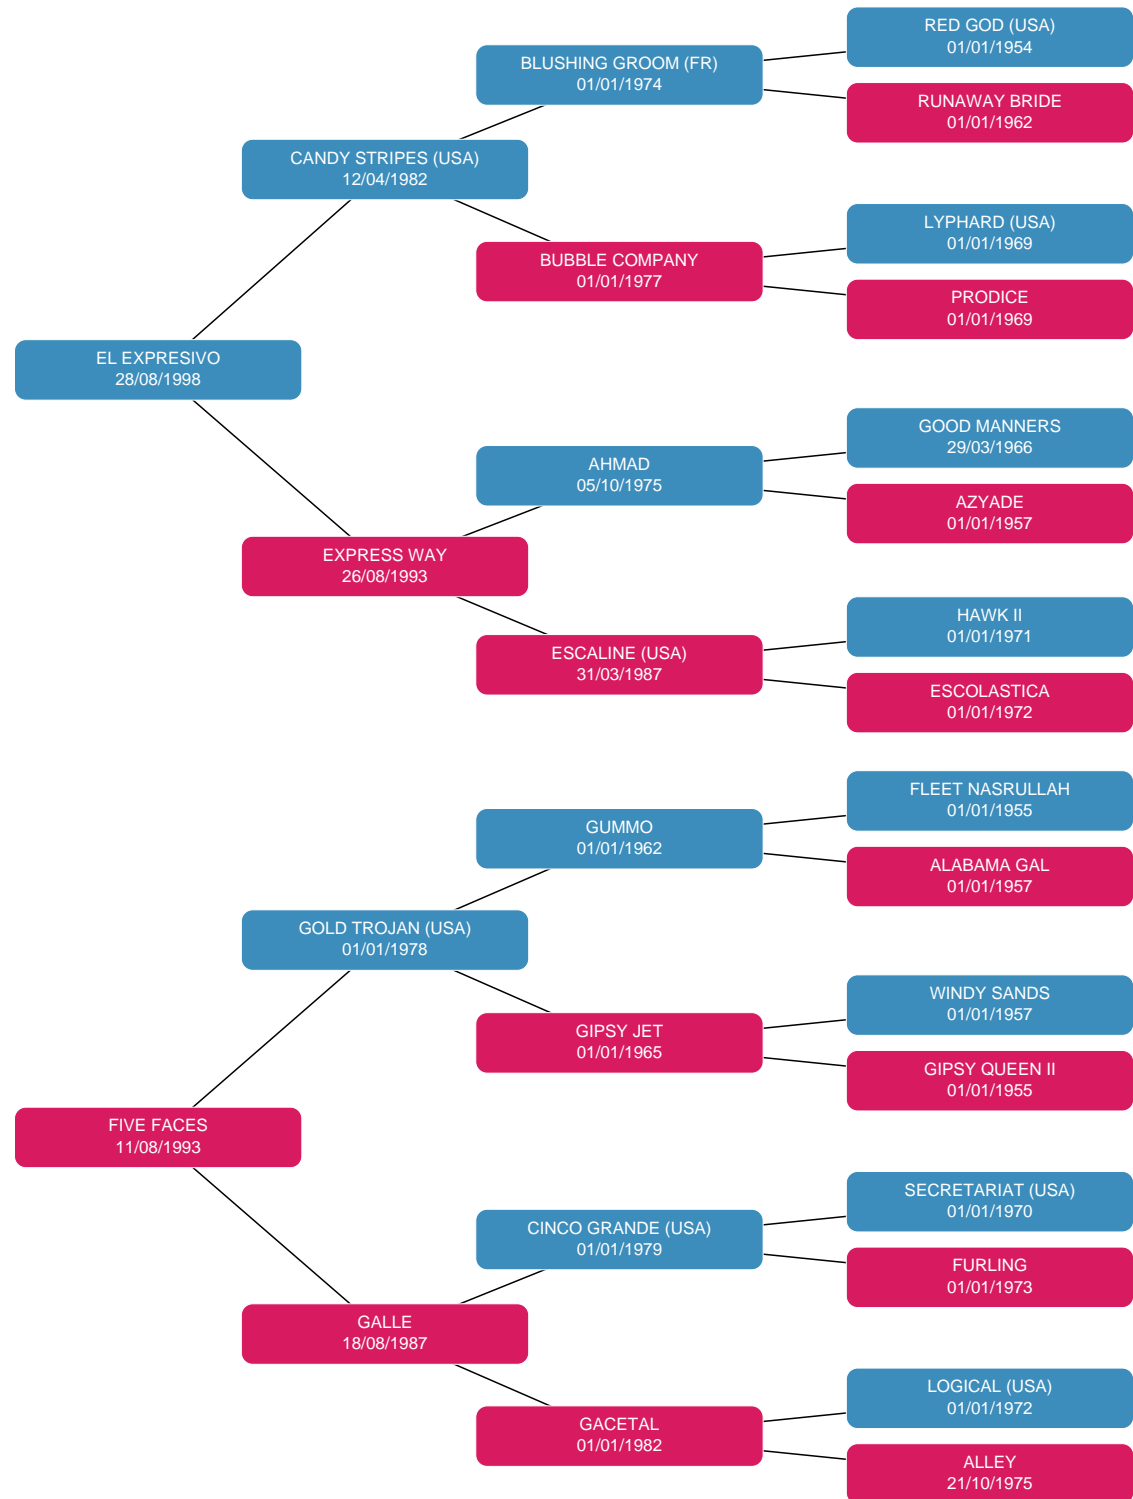 RED GOD (USA)
01/01/1954
BLUSHING GROOM (FR)
01/01/1974
RUNAWAY BRIDE
01/01/1962
CANDY STRIPES (USA)
12/04/1982
LYPHARD (USA)
01/01/1969
BUBBLE COMPANY
01/01/1977
PRODICE
01/01/1969
EL EXPRESIVO
28/08/1998
GOOD MANNERS
29/03/1966
AHMAD
05/10/1975
AZYADE
01/01/1957
EXPRESS WAY
26/08/1993
HAWK II
01/01/1971
ESCALINE (USA)
31/03/1987
ESCOLASTICA
01/01/1972
FLEET NASRULLAH
01/01/1955
GUMMO
01/01/1962
ALABAMA GAL
01/01/1957
GOLD TROJAN (USA)
01/01/1978
WINDY SANDS
01/01/1957
GIPSY JET
01/01/1965
GIPSY QUEEN II
01/01/1955
FIVE FACES
11/08/1993
SECRETARIAT (USA)
01/01/1970
CINCO GRANDE (USA)
01/01/1979
FURLING
01/01/1973
GALLE
18/08/1987
LOGICAL (USA)
01/01/1972
GACETAL
01/01/1982
ALLEY
21/10/1975